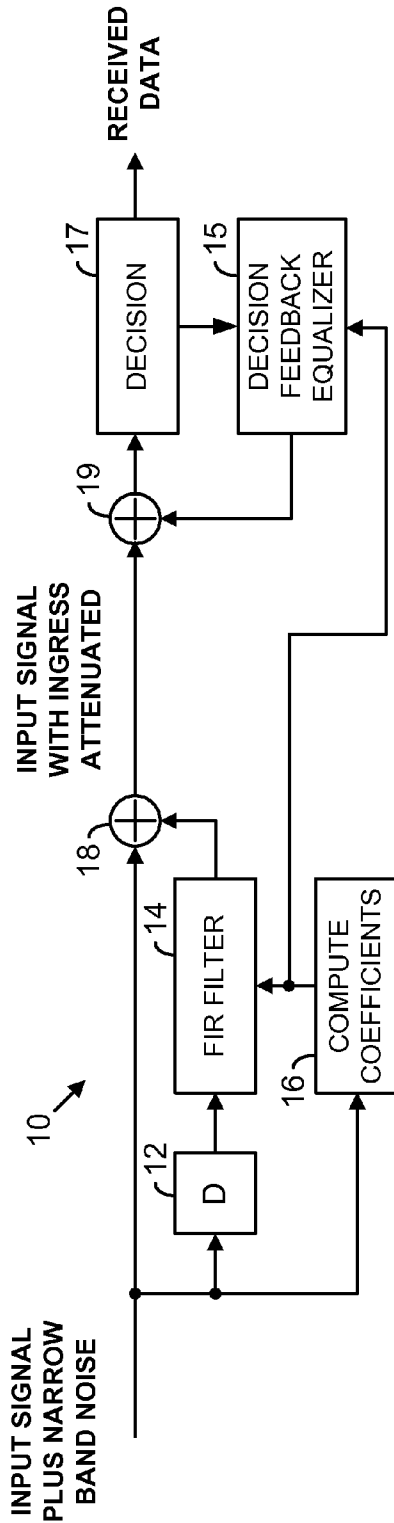 INPUT SIGNAL
PLUS NARROW
BAND NOISE
10
12
D
14
FIR FILTER
16
COMPUTE
COEFFICIENTS
18
INPUT SIGNAL
WITH INGRESS
ATTENUATED
19
17
DECISION
15
DECISION
FEEDBACK
EQUALIZER
RECEIVED
DATA